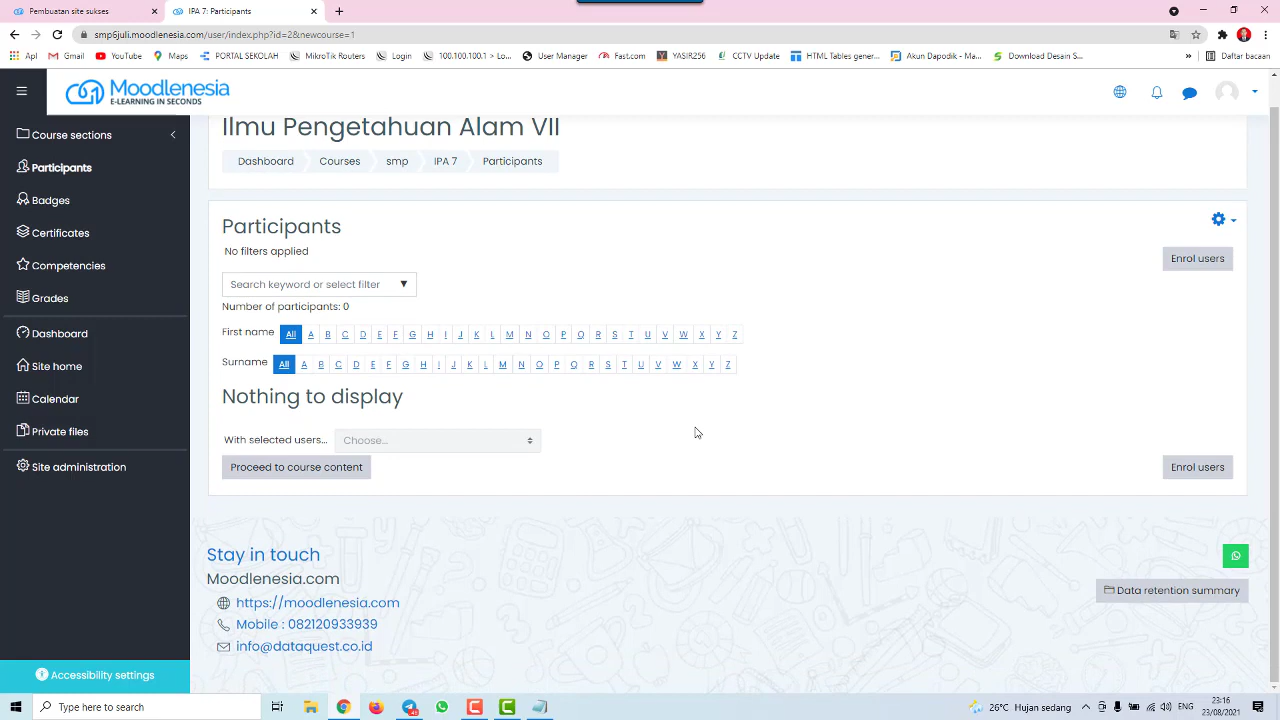 Pembuatan situs sukses
IPA 7: Participants
smp6juli.moodlenesia.com/user/index.php?id=2&newcourse=1
Apl
Gmail
YouTube
Maps
PORTAL SEKOLAH
MikroTik Routers
Login
100.100.100.1 > Logout
User Manager
Fast.com
YASIR256
CCTV Update
HTML Tables gener...
Akun Dapodik - Ma...
Download Desain S...
»
Daftar bacaan
Moodlenesia
E-LEARNING IN SECONDS
Course sections
Participants
Badges
Certificates
Competencies
Grades
Dashboard
Site home
Calendar
Private files
Site administration
Accessibility settings
Ilmu Pengetahuan Alam VII
Dashboard
Courses
smp
IPA 7
Participants
Participants
No filters applied
Enrol users
Search keyword or select filter ▼
Number of participants: 0
First name All A B C D E F G H I J K L M N O P Q R S T U V W X Y Z
Surname All A B C D E F G H I J K L M N O P Q R S T U V W X Y Z
Nothing to display
With selected users... Choose...
Proceed to course content
Enrol users
Stay in touch
Moodlenesia.com
https://moodlenesia.com
Data retention summary
Mobile : 082120933939
info@dataquest.co.id
Type here to search
26°C Hujan sedang
ENG
23:16
23/08/2021